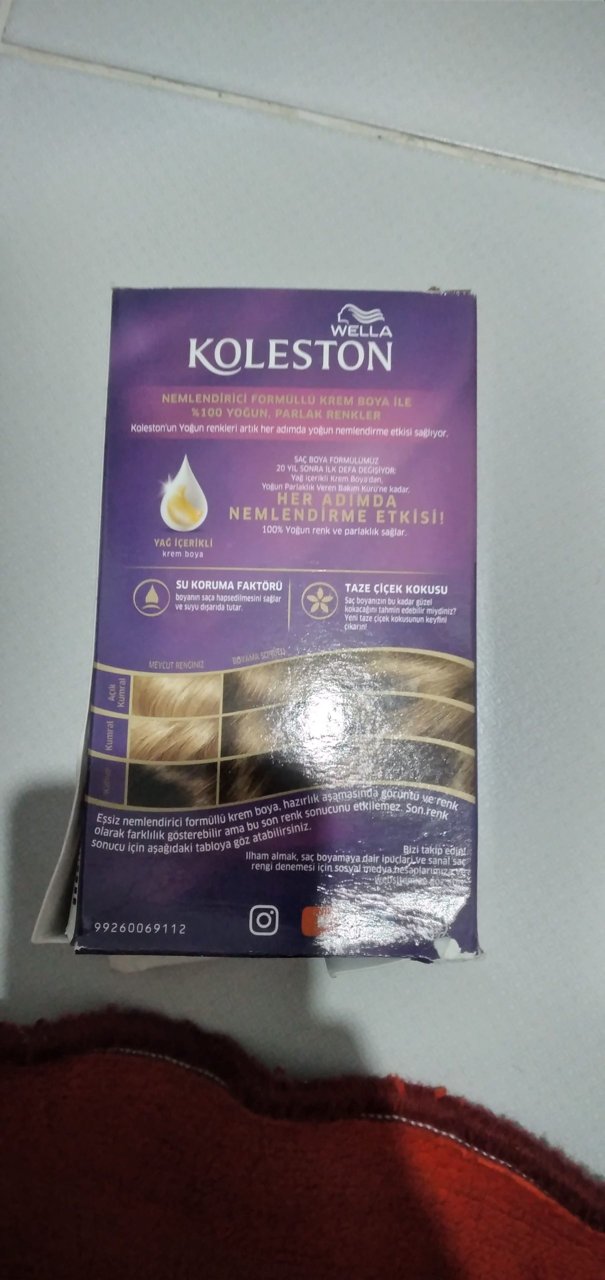 WELLA
KOLESTON
NEMLENDİRİCİ FORMÜLLÜ KREM BOYA İLE
%100 YOĞUN, PARLAK RENKLER
Koleston'un Yoğun renkleri artık her adımda yoğun nemlendirme etkisi sağlıyor.
SAÇ BOYA FORMÜLÜMÜZ
20 YIL SONRA İLK DEFA DEĞİŞİYOR:
Yağ İçerikli Krem Boya'dan,
Yoğun Parlaklık Veren Bakım Kürü'ne kadar
HER ADIMDA
NEMLENDİRME ETKİSİ!
100% Yoğun renk ve parlaklık sağlar.
YAĞ İÇERİKLİ
krem boya
SU KORUMA FAKTÖRÜ
boyanın saça hapsedilmesini sağlar
ve suyu dışarıda tutar.
TAZE ÇİÇEK KOKUSU
Saç boyanızın bu kadar güzel
kokacağını tahmin edebilir miydiniz?
Yeni taze çiçek kokusunun keyfini
çıkarın!
MEVCUT RENGİNİZ
BOYAMA SONUCU
Açık
Kumral
Kumral
Eşsiz nemlendirici formüllü krem boya, hazırlık aşamasında görüntü ve renk
olarak farklılık gösterebilir ama bu son renk sonucunu etkilemez. Son renk
sonucu için aşağıdaki tabloya göz atabilirsiniz.
Bizi takip edin!
İlham almak, saç boyamaya dair ipuçları ve sanal saç
rengi denemesi için sosyal medya hesaplarımıza ve
99260069112